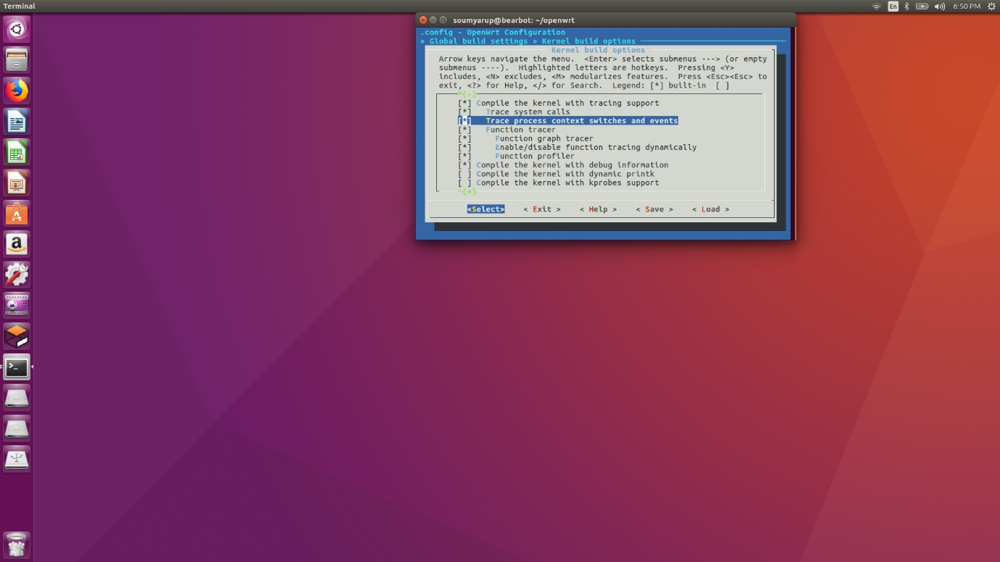 Terminal
En
6:50 PM
soumyarup@bearbot: ~/openwrt
.config - OpenWrt Configuration
> Global build settings > Kernel build options
Kernel build options
Arrow keys navigate the menu. <Enter> selects submenus ---> (or empty
submenus ----). Highlighted letters are hotkeys. Pressing <Y>
includes, <N> excludes, <M> modularizes features. Press <Esc><Esc> to
exit, <?> for Help, </> for Search. Legend: [*] built-in [ ]
^(-)
[*] Compile the kernel with tracing support
[*] Trace system calls
[*] Trace process context switches and events
[*] Function tracer
[*] Function graph tracer
[*] Enable/disable function tracing dynamically
[*] Function profiler
[*] Compile the kernel with debug information
[ ] Compile the kernel with dynamic printk
[ ] Compile the kernel with kprobes support
(+)
<Select> < Exit > < Help > < Save > < Load >